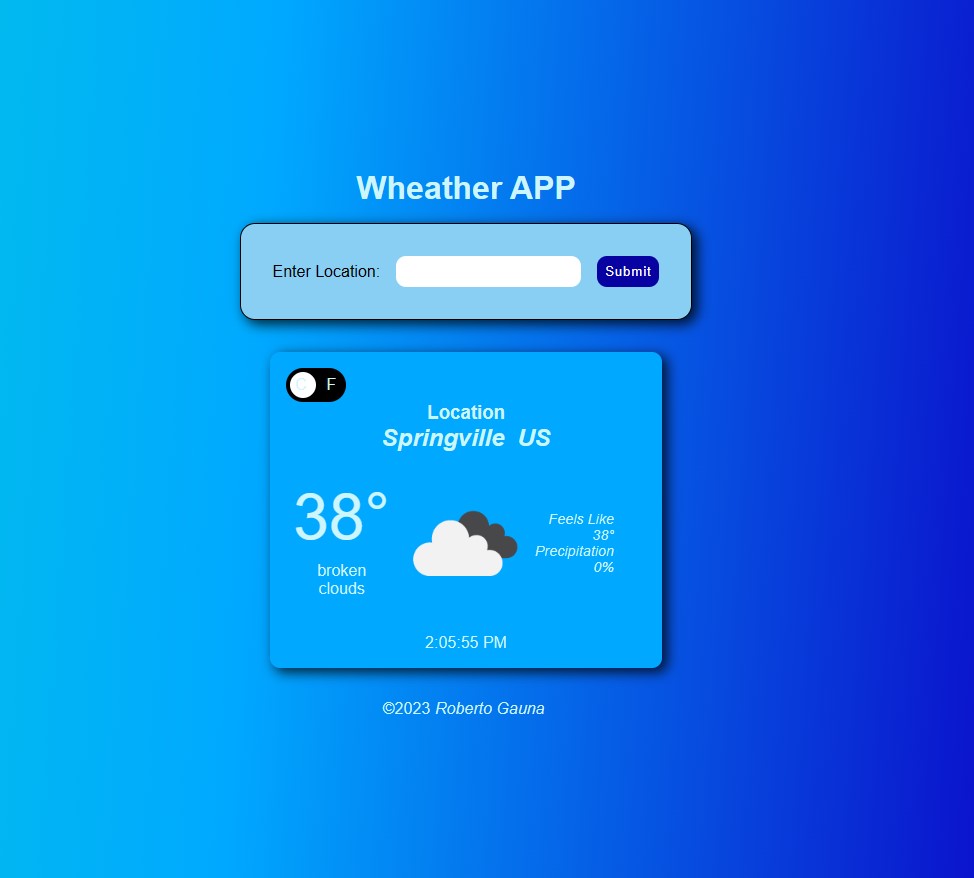 Wheather APP
Enter Location:
Submit
C F
Location
Springville US
38°
broken
clouds
Feels Like
38°
Precipitation
0%
2:05:55 PM
©2023 Roberto Gauna